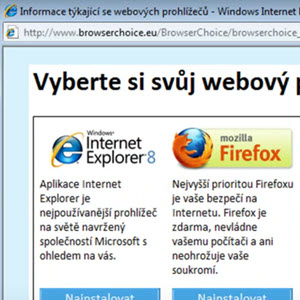 Informace týkající se webových prohlížečů - Windows Internet
http://www.browserchoice.eu/BrowserChoice/browserchoice_
Vyberte si svůj webový
Windows®
Internet
Explorer 8
mozilla
Firefox
Aplikace Internet
Explorer je
nejpoužívanější prohlížeč
na světě navržený
společností Microsoft s
ohledem na vás.
Nejvyšší prioritou Firefoxu
je vaše bezpečí na
Internetu. Firefox je
zdarma, nevládne
vašemu počítači a ani
neohrožuje vaše
soukromí.
Nainstalovat
Nainstalovat